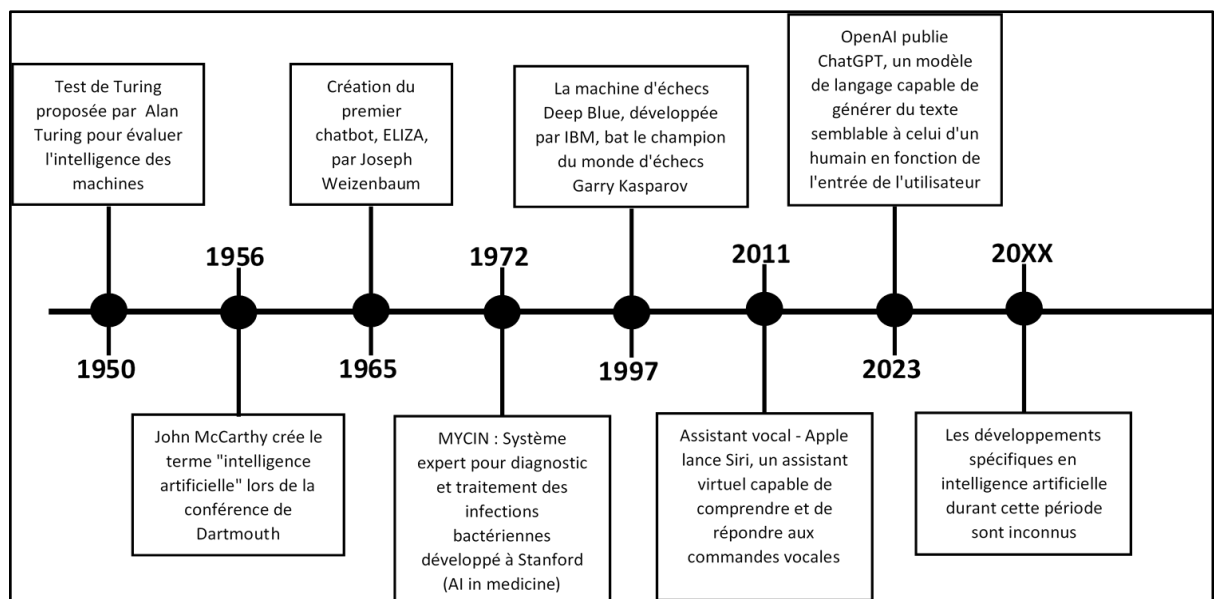 Test de Turing
proposée par Alan
Turing pour évaluer
l'intelligence des
machines
1950
1956
John McCarthy crée le
terme "intelligence
artificielle" lors de la
conférence de
Dartmouth
Création du
premier
chatbot, ELIZA,
par Joseph
Weizenbaum
1965
1972
MYCIN : Système
expert pour diagnostic
et traitement des
infections
bactériennes
développé à Stanford
(AI in medicine)
La machine d'échecs
Deep Blue, développée
par IBM, bat le champion
du monde d'échecs
Garry Kasparov
1997
2011
Assistant vocal - Apple
lance Siri, un assistant
virtuel capable de
comprendre et de
répondre aux
commandes vocales
OpenAI publie
ChatGPT, un modèle
de langage capable de
générer du texte
semblable à celui d'un
humain en fonction de
l'entrée de l'utilisateur
2023
20XX
Les développements
spécifiques en
intelligence artificielle
durant cette période
sont inconnus